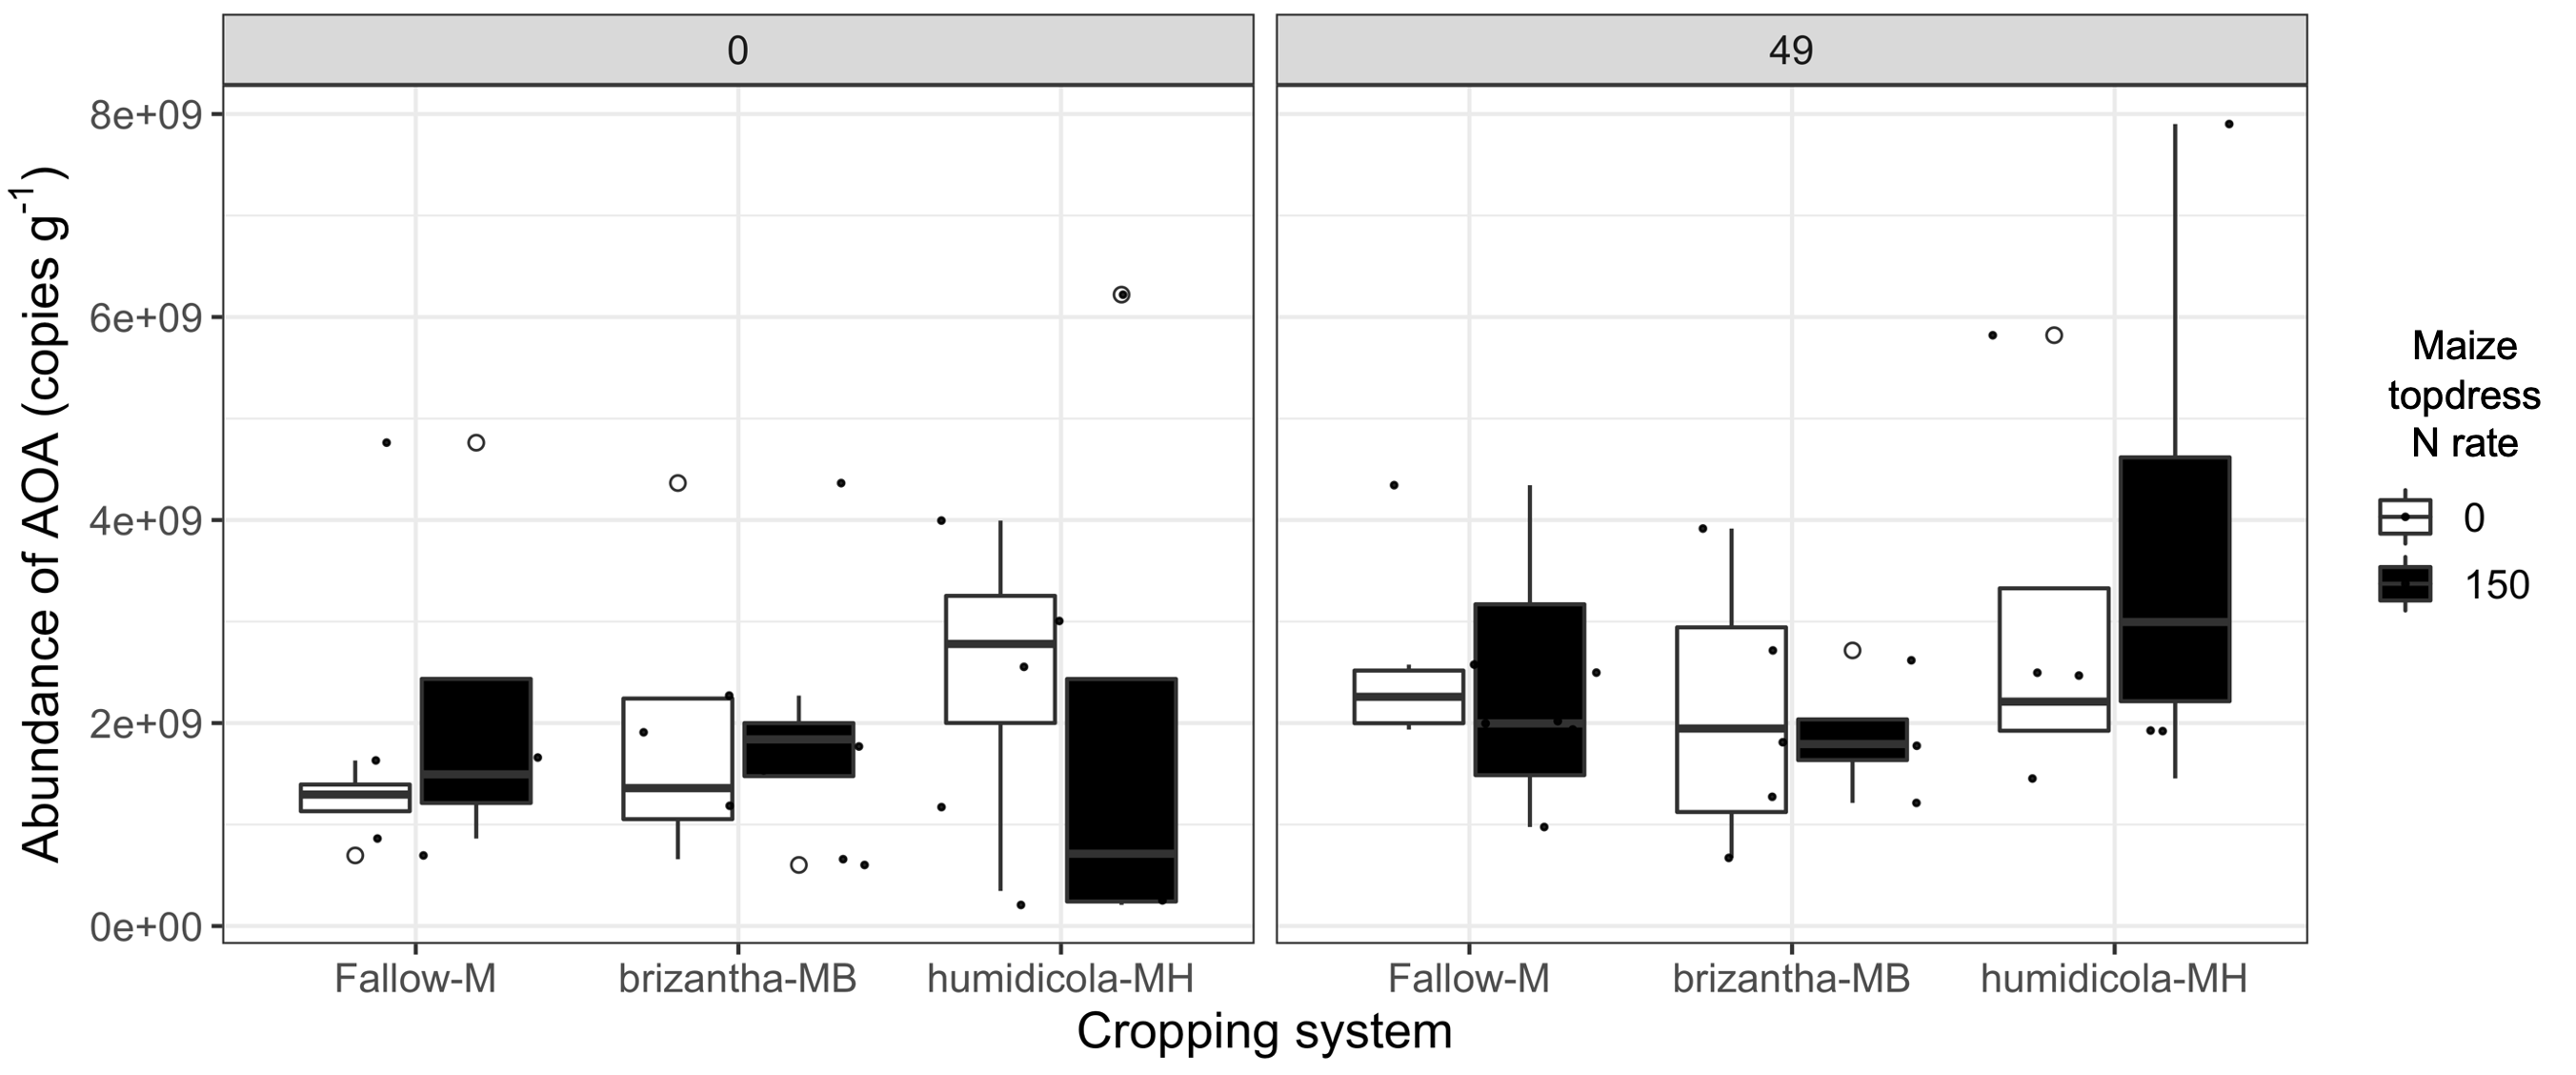 0
49
Abundance of AOA (copies g-1)
8e+09
6e+09
4e+09
2e+09
0e+00
Fallow-M
brizantha-MB
humidicola-MH
Fallow-M
brizantha-MB
humidicola-MH
Cropping system
Maize
topdress
N rate
0
150